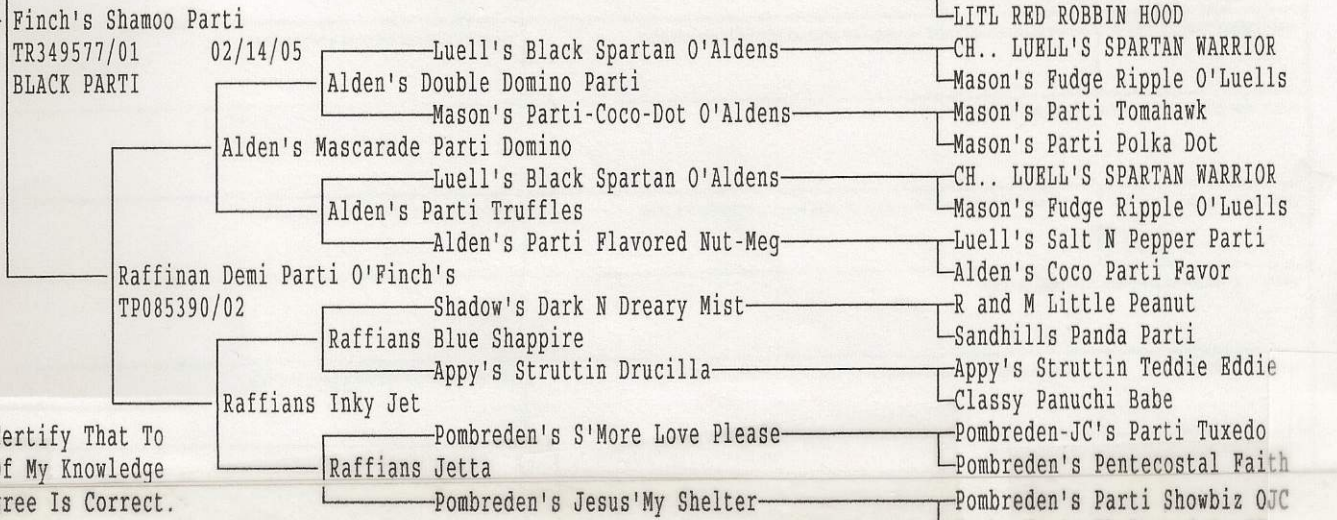 LITL RED ROBBIN HOOD
Finch's Shamoo Parti
TR349577/01 02/14/05 Luell's Black Spartan O'Aldens CH.. LUELL'S SPARTAN WARRIOR
BLACK PARTI Alden's Double Domino Parti Mason's Fudge Ripple O'Luells
Mason's Parti-Coco-Dot O'Aldens Mason's Parti Tomahawk
Alden's Mascarade Parti Domino Mason's Parti Polka Dot
Luell's Black Spartan O'Aldens CH.. LUELL'S SPARTAN WARRIOR
Alden's Parti Truffles Mason's Fudge Ripple O'Luells
Alden's Parti Flavored Nut-Meg Luell's Salt N Pepper Parti
Raffinan Demi Parti O'Finch's Alden's Coco Parti Favor
TP085390/02 Shadow's Dark N Dreary Mist R and M Little Peanut
Raffians Blue Shappire Sandhills Panda Parti
Appy's Struttin Drucilla Appy's Struttin Teddie Eddie
Raffians Inky Jet Classy Panuchi Babe
ertify That To Pombreden's S'More Love Please Pombreden-JC's Parti Tuxedo
f My Knowledge Raffians Jetta Pombreden's Pentecostal Faith
ree Is Correct. Pombreden's Jesus'My Shelter Pombreden's Parti Showbiz OJC